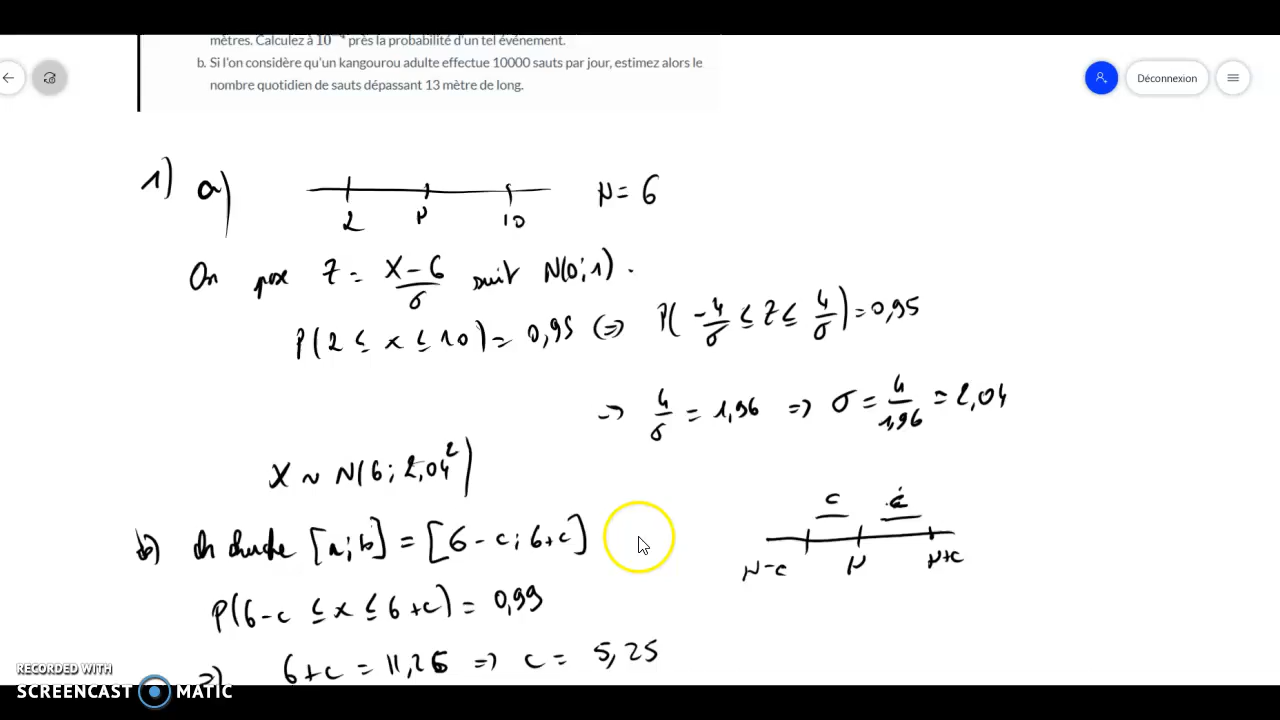 mètres. Calculez à 10⁻⁴ près la probabilité d'un tel événement.
b. Si l'on considère qu'un kangourou adulte effectue 10000 sauts par jour, estimez alors le
nombre quotidien de sauts dépassant 13 mètre de long.
Déconnexion
1) a)
2 μ 10
μ = 6
On pose Z = X-6/σ suit N(0;1).
P(2 ≤ x ≤ 10) = 0,95 (=> P(-4/σ ≤ Z ≤ 4/σ) = 0,95
=> 4/σ = 1,96 => σ = 4/1,96 = 2,04
X ~ N(6; 2,04²)
c c
μ-c μ μ+c
b) On cherche [a;b] = [6-c; 6+c]
P(6-c ≤ x ≤ 6+c) = 0,99
=> 6+c = 11,25 => c = 5,25
RECORDED WITH
SCREENCAST MATIC